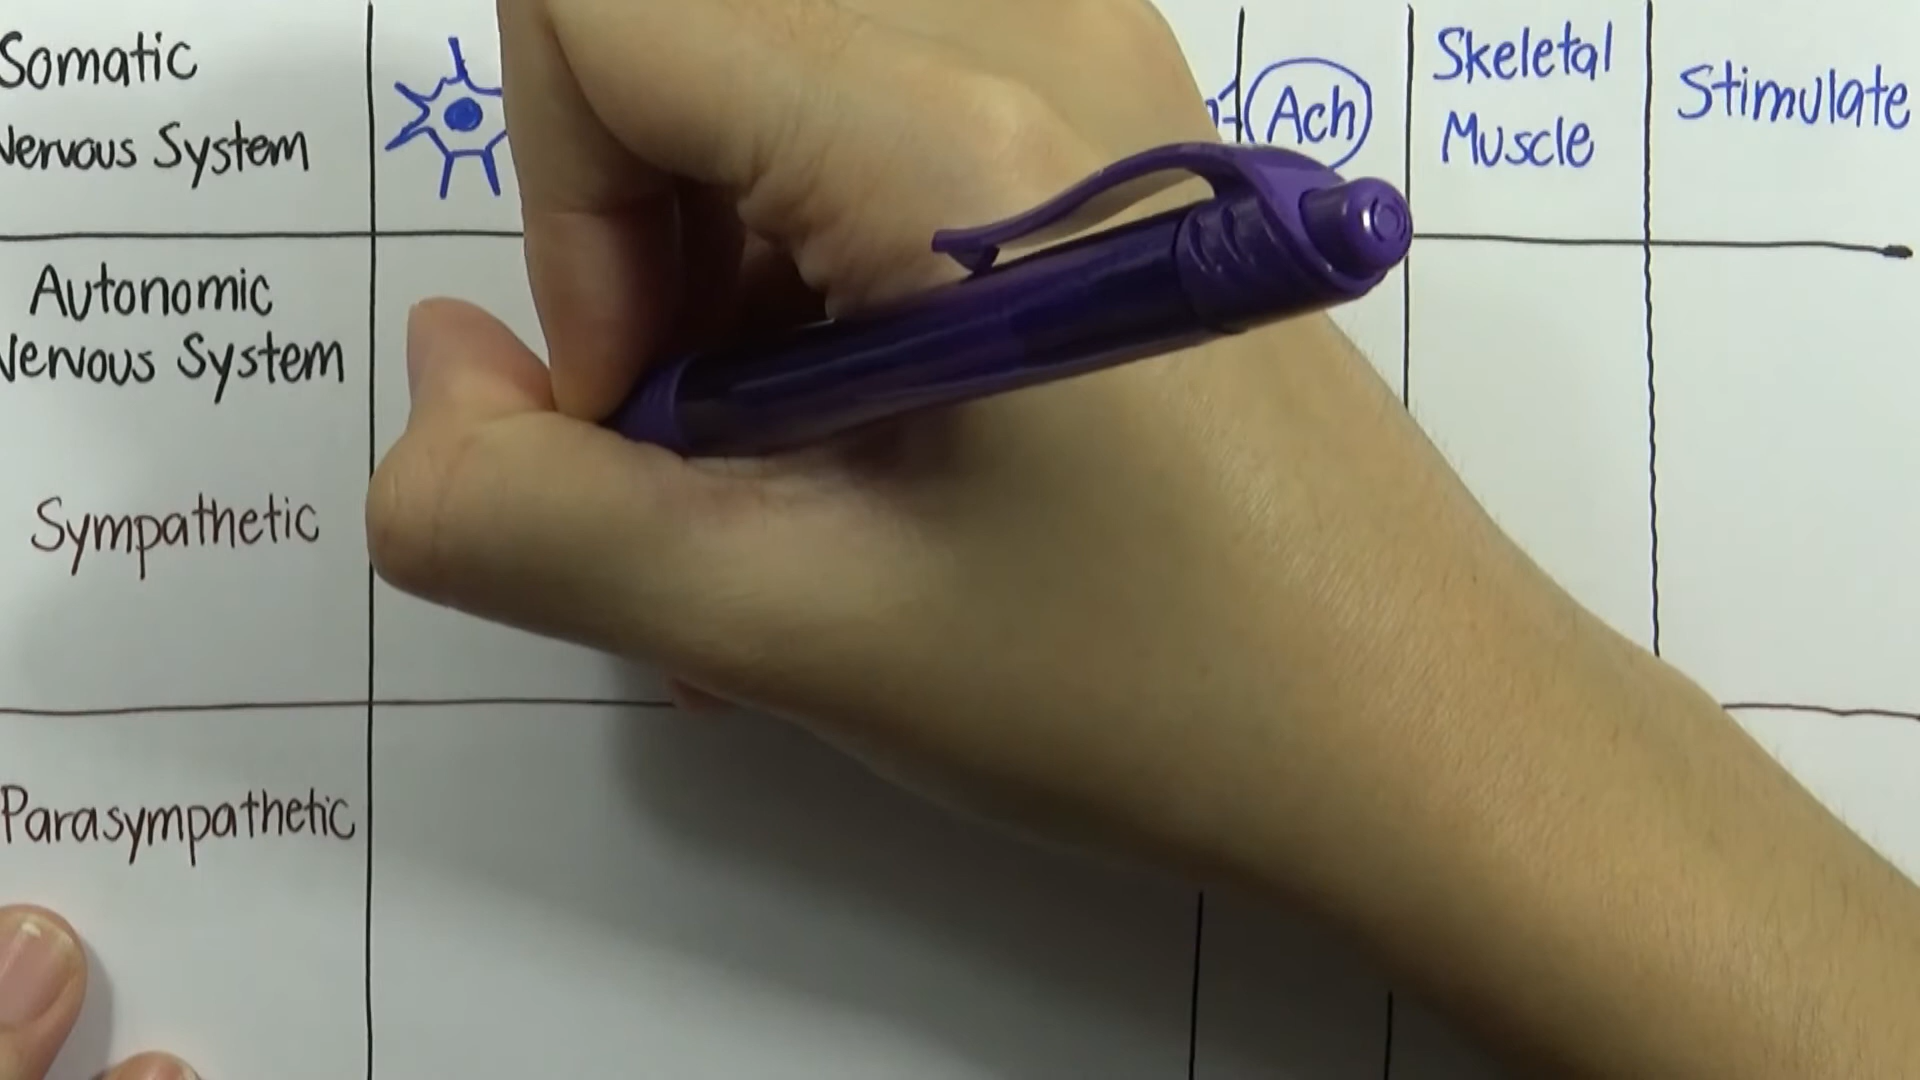 Somatic
Nervous System
Ach
Skeletal
Muscle
Stimulate
Autonomic
Nervous System
Sympathetic
Parasympathetic